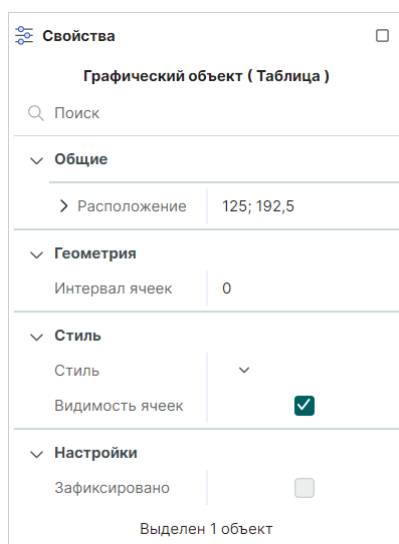 Свойства
Графический объект ( Таблица )
Поиск
Общие
Расположение 125; 192,5
Геометрия
Интервал ячеек 0
Стиль
Стиль
Видимость ячеек
Настройки
Зафиксировано
Выделен 1 объект